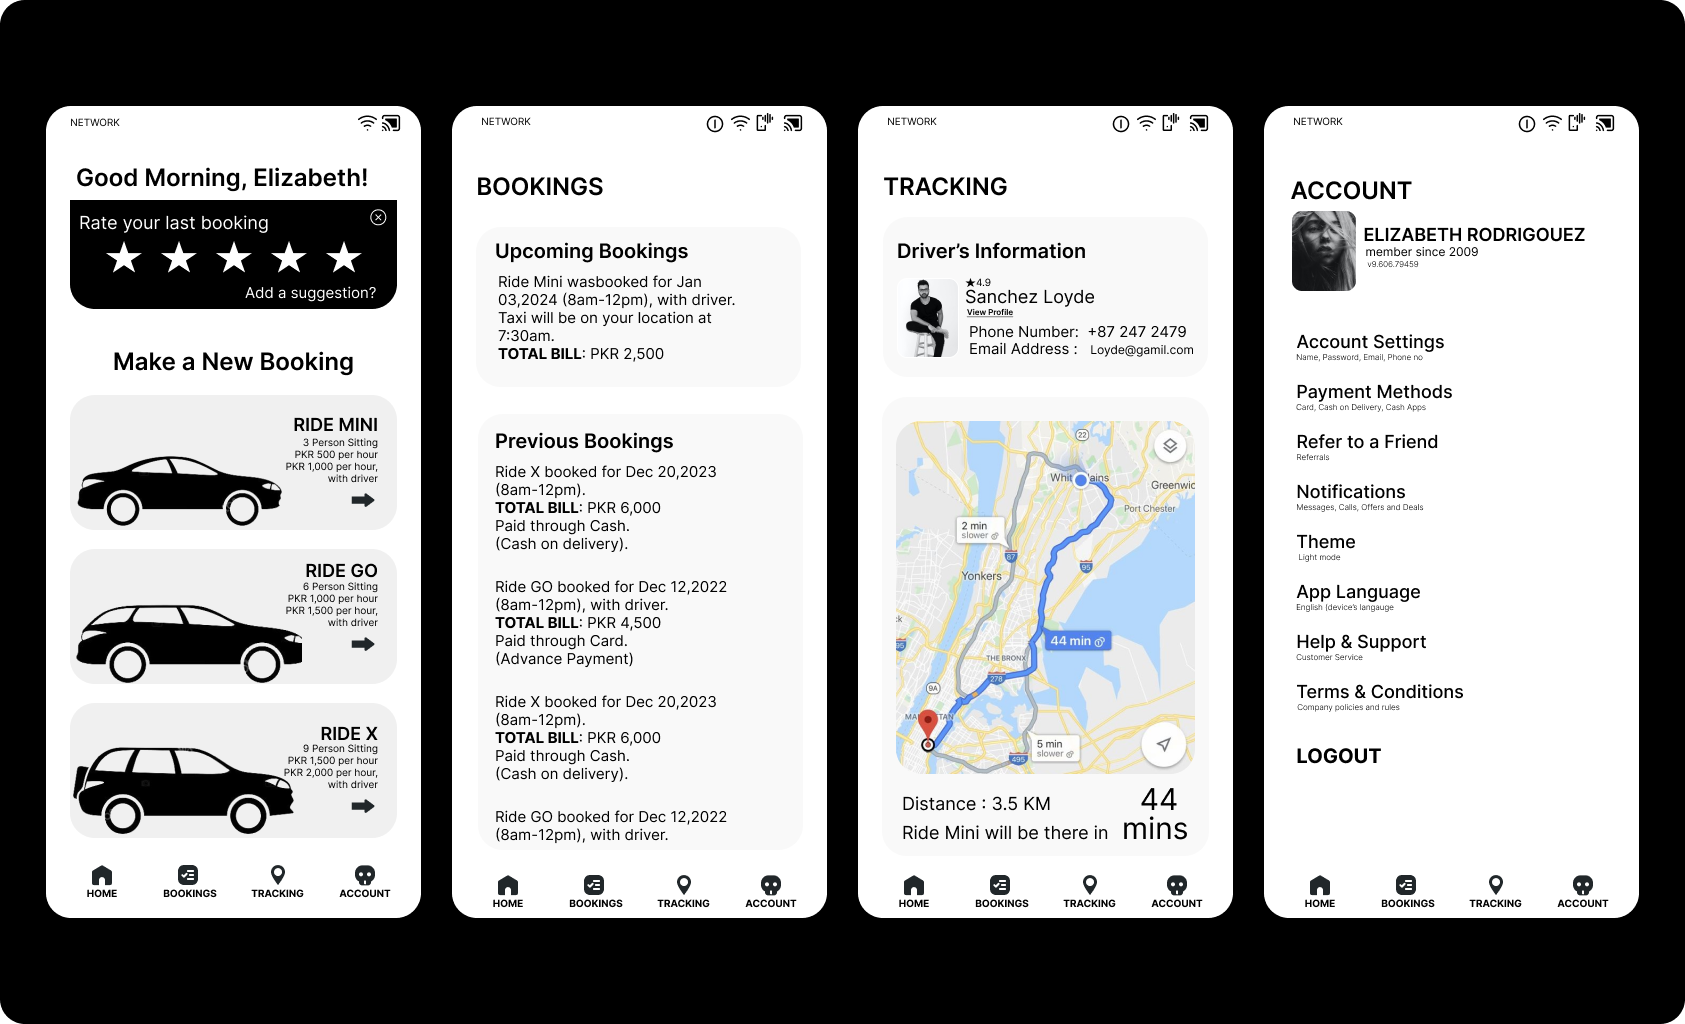 NETWORK
Good Morning, Elizabeth!
Rate your last booking
Add a suggestion?
Make a New Booking
RIDE MINI
3 Person Sitting
PKR 500 per hour
PKR 1,000 per hour,
with driver
RIDE GO
6 Person Sitting
PKR 1,000 per hour
PKR 1,500 per hour,
with driver
RIDE X
9 Person Sitting
PKR 1,500 per hour
PKR 2,000 per hour,
with driver
HOME BOOKINGS TRACKING ACCOUNT
NETWORK
BOOKINGS
Upcoming Bookings
Ride Mini wasbooked for Jan
03,2024 (8am-12pm), with driver.
Taxi will be on your location at
7:30am.
TOTAL BILL: PKR 2,500
Previous Bookings
Ride X booked for Dec 20,2023
(8am-12pm).
TOTAL BILL: PKR 6,000
Paid through Cash.
(Cash on delivery).
Ride GO booked for Dec 12,2022
(8am-12pm), with driver.
TOTAL BILL: PKR 4,500
Paid through Card.
(Advance Payment)
Ride X booked for Dec 20,2023
(8am-12pm).
TOTAL BILL: PKR 6,000
Paid through Cash.
(Cash on delivery).
Ride GO booked for Dec 12,2022
(8am-12pm), with driver.
HOME BOOKINGS TRACKING ACCOUNT
NETWORK
TRACKING
Driver's Information
★4.9
Sanchez Loyde
View Profile
Phone Number: +87 247 2479
Email Address : Loyde@gamil.com
22
Greenwic
Port Chester
2 min
slower
87
95
Yonkers
95
44 min
THE BRONX
278
9A
5 min
slower
495
Distance : 3.5 KM
Ride Mini will be there in
44
mins
HOME BOOKINGS TRACKING ACCOUNT
NETWORK
ACCOUNT
ELIZABETH RODRIGOUEZ
member since 2009
v9.606.79459
Account Settings
Name, Password, Email, Phone no
Payment Methods
Card, Cash on Delivery, Cash Apps
Refer to a Friend
Referrals
Notifications
Messages, Calls, Offers and Deals
Theme
Light mode
App Language
English (device's langauge
Help & Support
Customer Service
Terms & Conditions
Company policies and rules
LOGOUT
HOME BOOKINGS TRACKING ACCOUNT